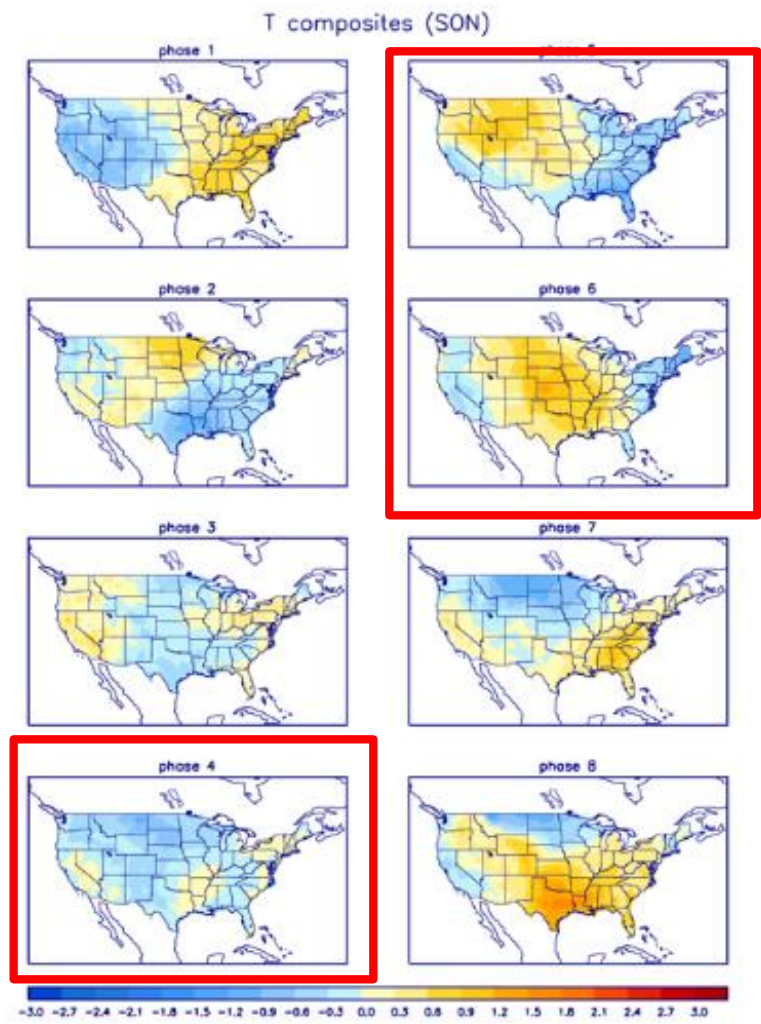 T composites (SON)
phase 1
phase 2
phase 6
phase 3
phase 7
phase 4
phase 8
-3.0 -2.7 -2.4 -2.1 -1.8 -1.5 -1.2 -0.9 -0.6 -0.3 0.0 0.3 0.6 0.9 1.2 1.5 1.8 2.1 2.4 2.7 3.0